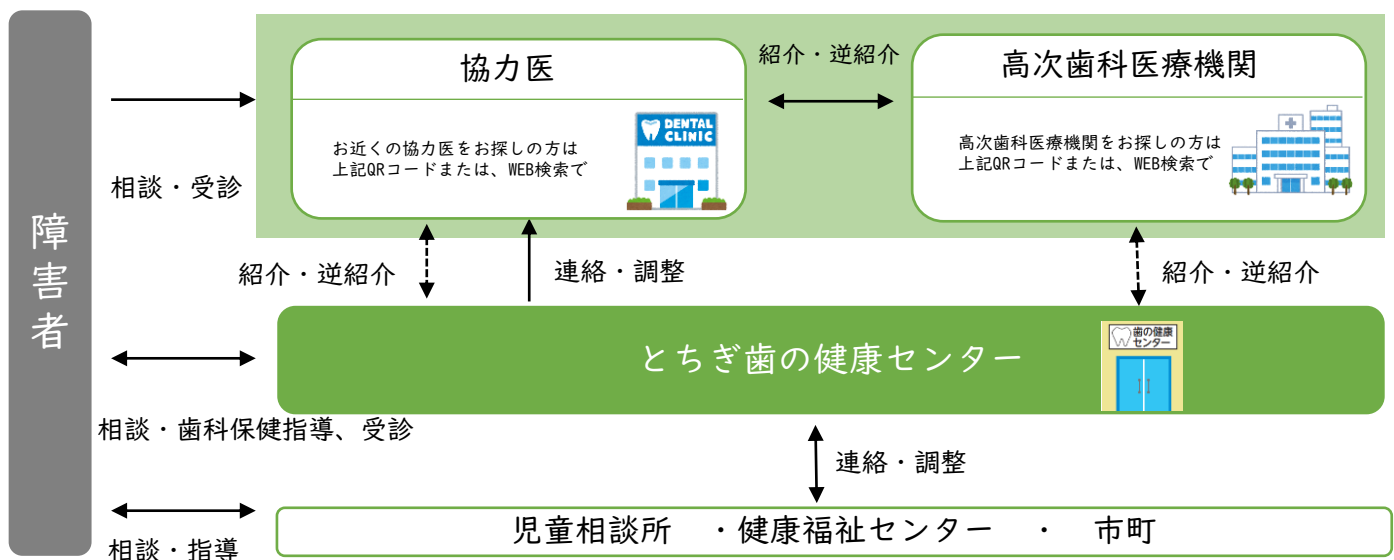 障害者
協力医
紹介・逆紹介
高次歯科医療機関
DENTAL
CLINIC
お近くの協力医をお探しの方は
上記QRコードまたは、WEB検索で
高次歯科医療機関をお探しの方は
上記QRコードまたは、WEB検索で
相談・受診
紹介・逆紹介
連絡・調整
紹介・逆紹介
とちぎ歯の健康センター
歯の健康
センター
相談・歯科保健指導、受診
連絡・調整
児童相談所 ・健康福祉センター ・ 市町
相談・指導